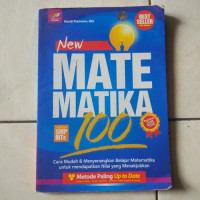 BEST SELLER
New
MATE
MATIKA
SMP
MTs
100
Cara Mudah & Menyenangkan Belajar Matematika
untuk mendapatkan Nilai yang Menakjubkan
Metode Paling Up to Date